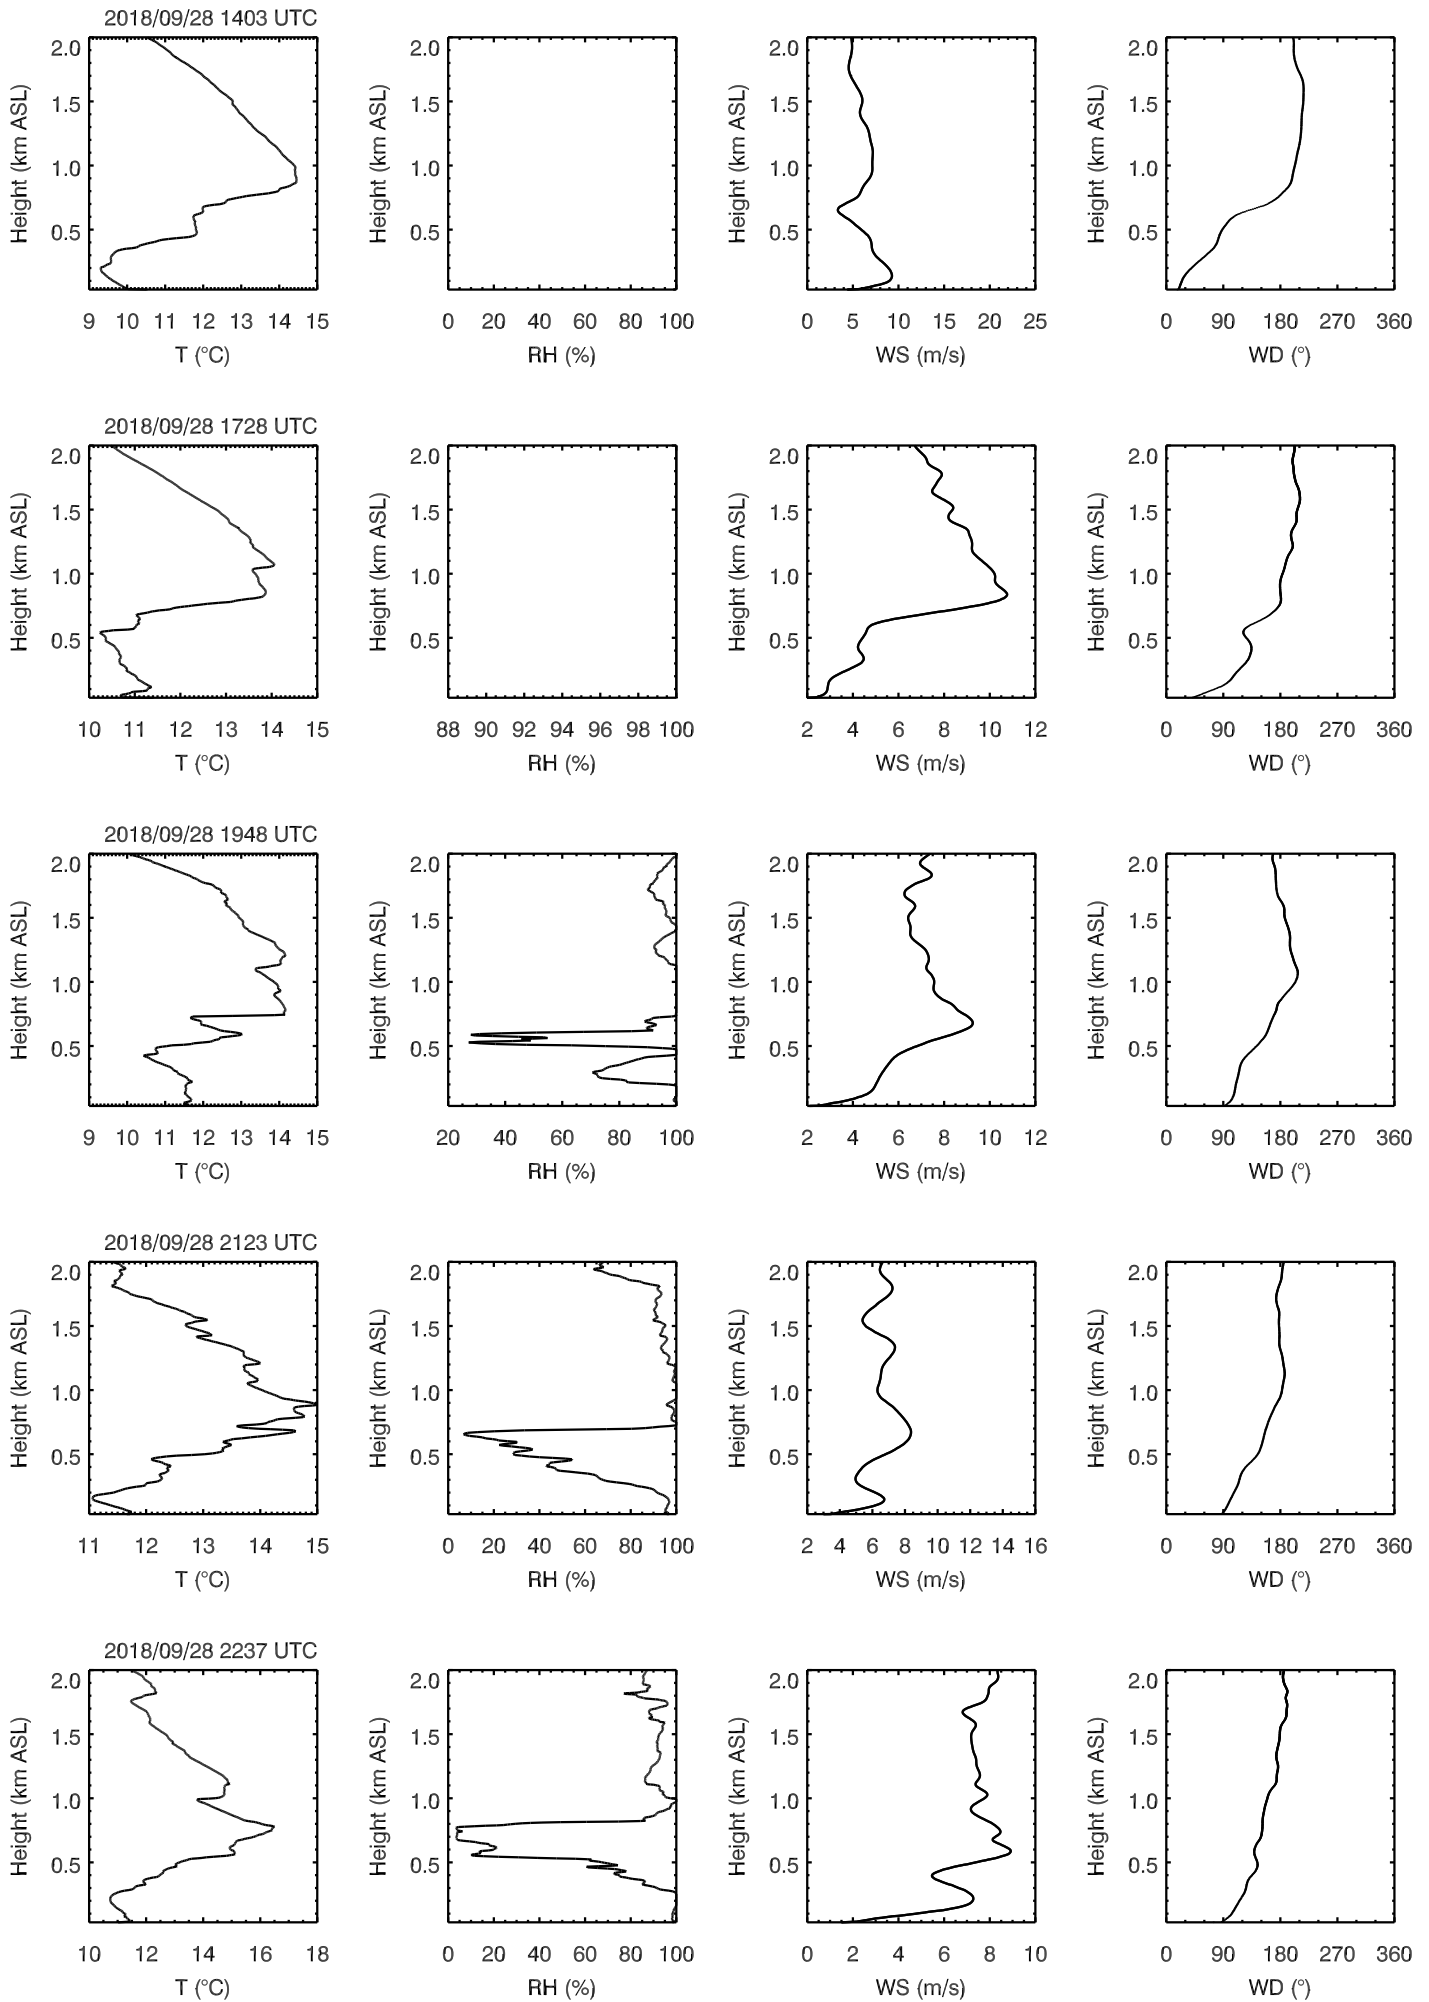 2018/09/28 1403 UTC
2.0 2.0 2.0 2.0
1.5 1.5 1.5 1.5
Height (km ASL) Height (km ASL) Height (km ASL) Height (km ASL)
1.0 1.0 1.0 1.0
0.5 0.5 0.5 0.5
9 10 11 12 13 14 15 0 20 40 60 80 100 0 5 10 15 20 25 0 90 180 270 360
T (°C) RH (%) WS (m/s) WD (°)
2018/09/28 1728 UTC
2.0 2.0 2.0 2.0
1.5 1.5 1.5 1.5
Height (km ASL) Height (km ASL) Height (km ASL) Height (km ASL)
1.0 1.0 1.0 1.0
0.5 0.5 0.5 0.5
10 11 12 13 14 15 88 90 92 94 96 98 100 2 4 6 8 10 12 0 90 180 270 360
T (°C) RH (%) WS (m/s) WD (°)
2018/09/28 1948 UTC
2.0 2.0 2.0 2.0
1.5 1.5 1.5 1.5
Height (km ASL) Height (km ASL) Height (km ASL) Height (km ASL)
1.0 1.0 1.0 1.0
0.5 0.5 0.5 0.5
9 10 11 12 13 14 15 20 40 60 80 100 2 4 6 8 10 12 0 90 180 270 360
T (°C) RH (%) WS (m/s) WD (°)
2018/09/28 2123 UTC
2.0 2.0 2.0 2.0
1.5 1.5 1.5 1.5
Height (km ASL) Height (km ASL) Height (km ASL) Height (km ASL)
1.0 1.0 1.0 1.0
0.5 0.5 0.5 0.5
11 12 13 14 15 0 20 40 60 80 100 2 4 6 8 10 12 14 16 0 90 180 270 360
T (°C) RH (%) WS (m/s) WD (°)
2018/09/28 2237 UTC
2.0 2.0 2.0 2.0
1.5 1.5 1.5 1.5
Height (km ASL) Height (km ASL) Height (km ASL) Height (km ASL)
1.0 1.0 1.0 1.0
0.5 0.5 0.5 0.5
10 12 14 16 18 0 20 40 60 80 100 0 2 4 6 8 10 0 90 180 270 360
T (°C) RH (%) WS (m/s) WD (°)